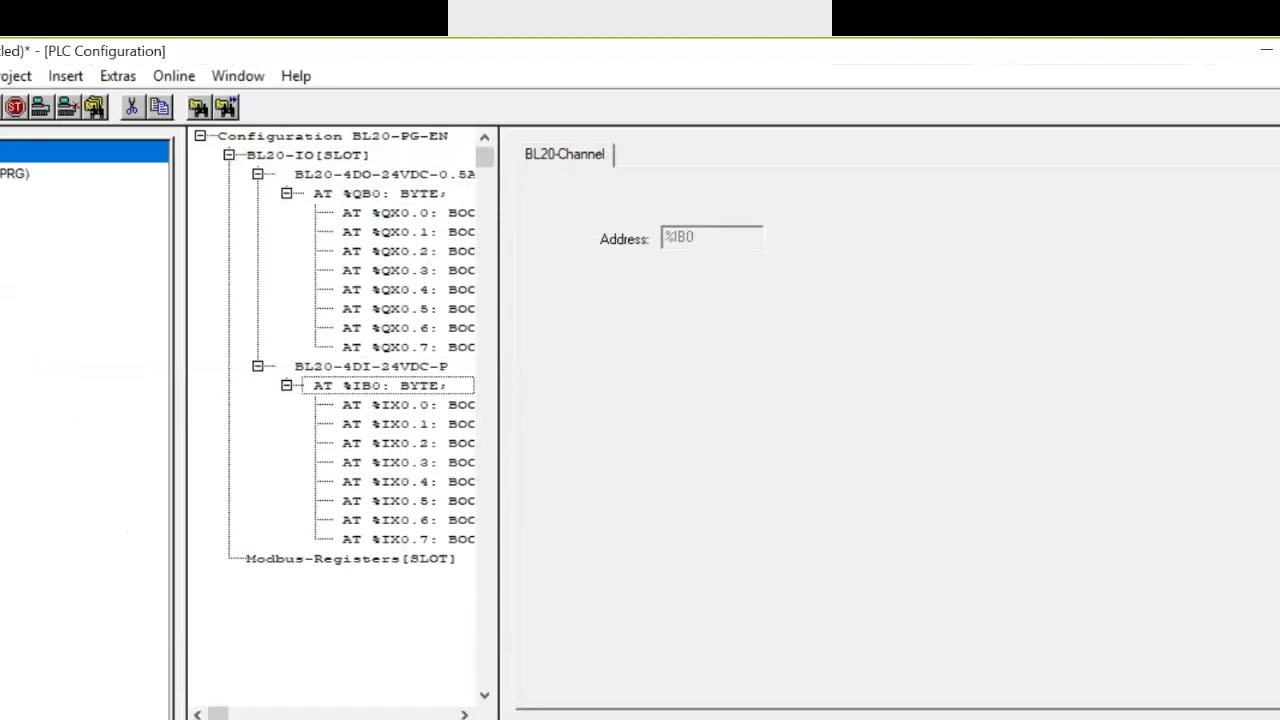 led)* - [PLC Configuration]
oject Insert Extras Online Window Help
ST
PRG)
Configuration BL20-PG-EN
BL20-IO[SLOT]
BL20-4DO-24VDC-0.5A
AT %QB0: BYTE;
AT %QX0.0: BOC
AT %QX0.1: BOC
AT %QX0.2: BOC
AT %QX0.3: BOC
AT %QX0.4: BOC
AT %QX0.5: BOC
AT %QX0.6: BOC
AT %QX0.7: BOC
BL20-4DI-24VDC-P
AT %IB0: BYTE;
AT %IX0.0: BOC
AT %IX0.1: BOC
AT %IX0.2: BOC
AT %IX0.3: BOC
AT %IX0.4: BOC
AT %IX0.5: BOC
AT %IX0.6: BOC
AT %IX0.7: BOC
Modbus-Registers[SLOT]
BL20-Channel
Address: %IB0